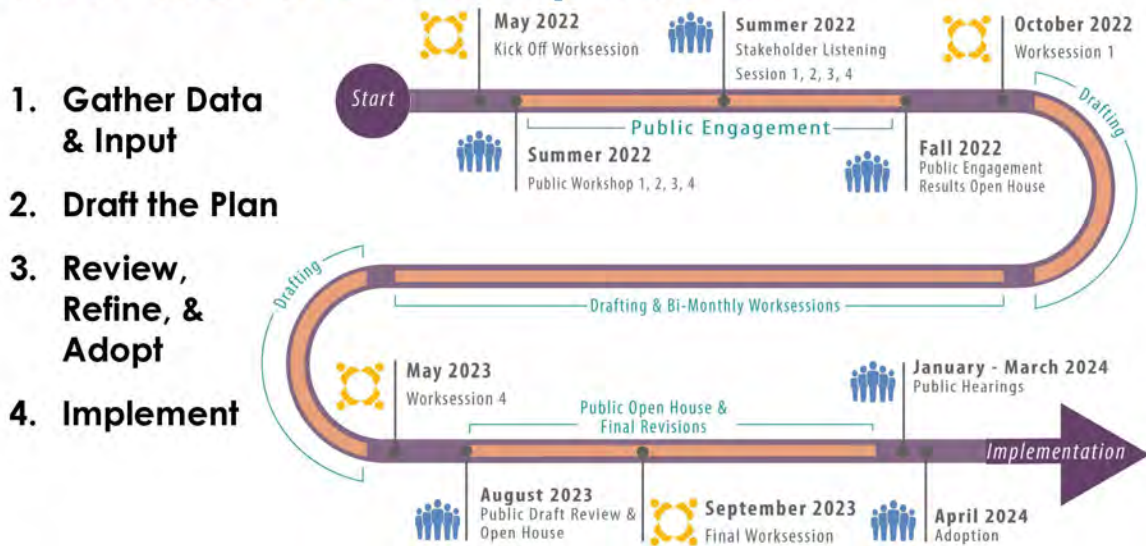 1. Gather Data
& Input
2. Draft the Plan
3. Review,
Refine, &
Adopt
4. Implement
Start
May 2022
Kick Off Worksession
Summer 2022
Stakeholder Listening
Session 1, 2, 3, 4
October 2022
Worksession 1
Public Engagement
Summer 2022
Public Workshop 1, 2, 3, 4
Fall 2022
Public Engagement
Results Open House
Drafting
Drafting & Bi-Monthly Worksessions
Drafting
May 2023
Worksession 4
Public Open House &
Final Revisions
January - March 2024
Public Hearings
Implementation
August 2023
Public Draft Review &
Open House
September 2023
Final Worksession
April 2024
Adoption